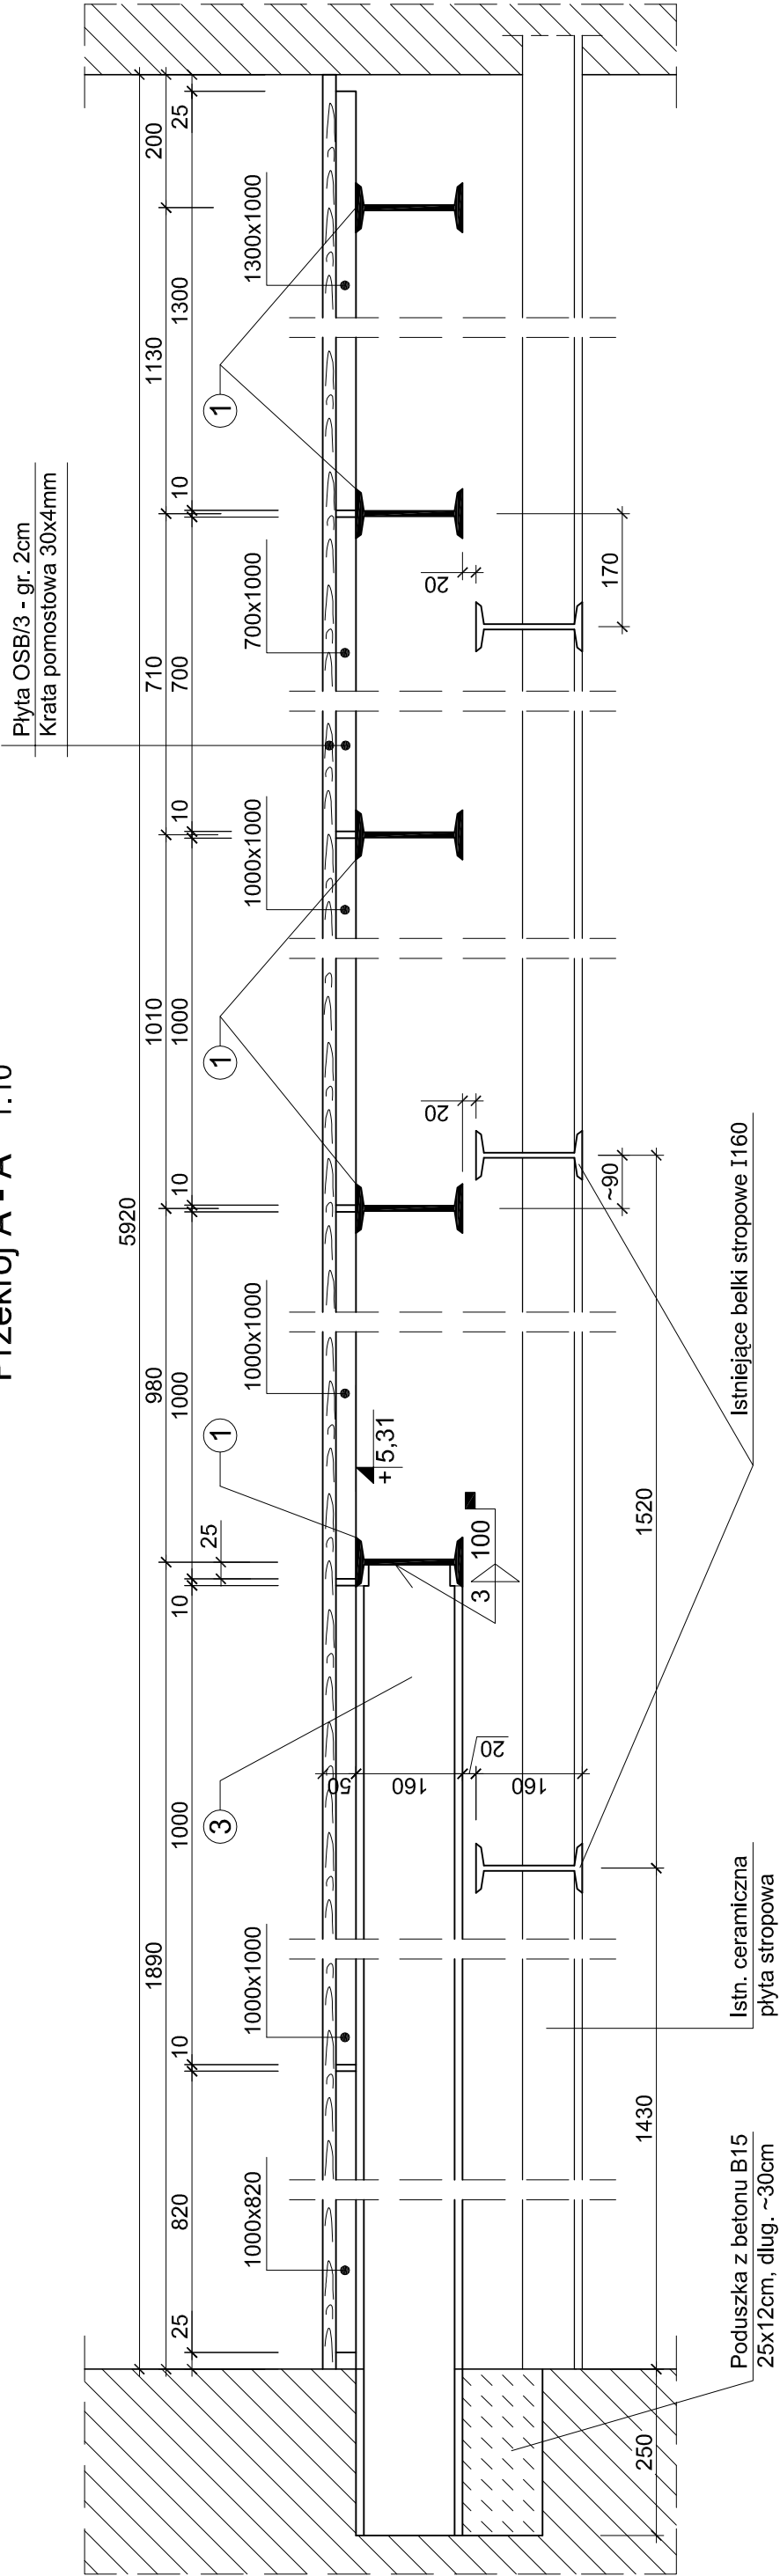 Przekrój A - A 1:10
Płyta OSB/3 - gr. 2cm
Krata pomostowa 30x4mm
5920
1890
980
1010
710
1130
200
25
820
10
1000
10
25
1000
10
1000
10
700
10
1300
25
3
1
1
1
1000x820
1000x1000
1000x1000
1000x1000
700x1000
1300x1000
+ 5,31
50
160
20
160
3
100
20
20
~90
170
250
1430
1520
Poduszka z betonu B15
25x12cm, dlug. ~30cm
Istn. ceramiczna
płyta stropowa
Istniejące belki stropowe I160